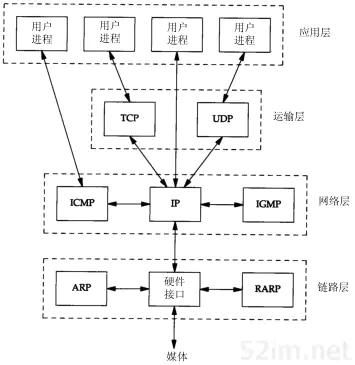 用户 用户 用户 用户
进程 进程 进程 进程
应用层
TCP UDP 运输层
ICMP IP IGMP 网络层
ARP 硬件 RARP 链路层
接口
媒体
52im.net